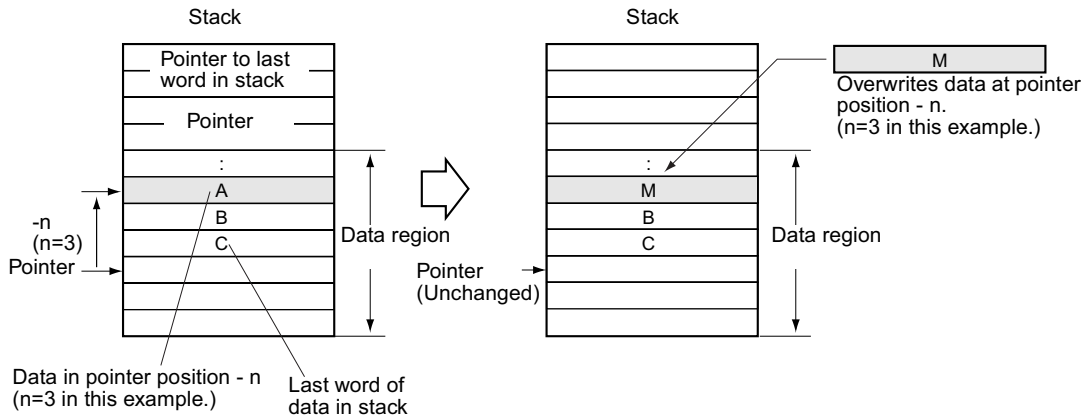 Stack
Pointer to last
word in stack
Pointer
:
A
B
C
-n
(n=3)
Pointer
Data region
Data in pointer position - n
(n=3 in this example.)
Last word of
data in stack
Stack
:
M
B
C
Pointer
(Unchanged)
Data region
M
Overwrites data at pointer
position - n.
(n=3 in this example.)